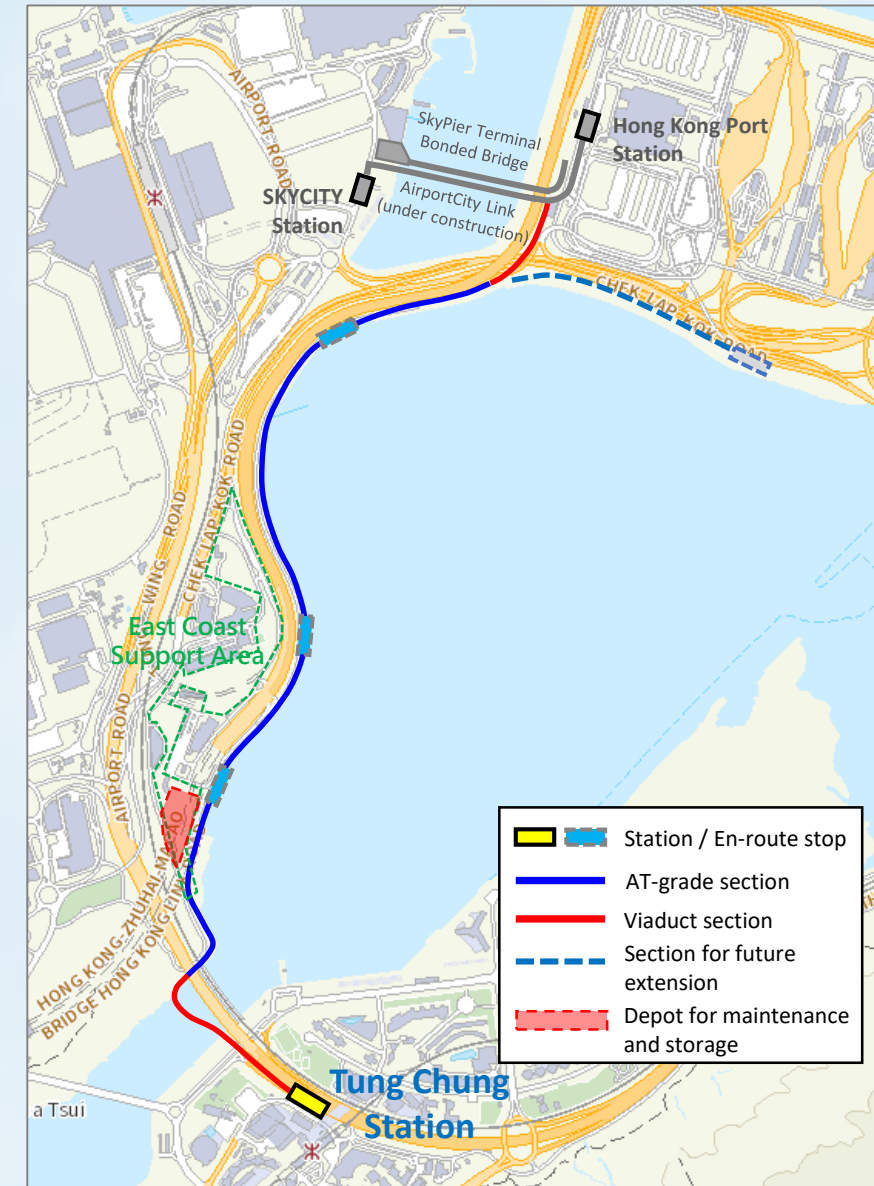 AIRPORT ROAD
SkyPier Terminal
Bonded Bridge
Hong Kong Port
Station
SKYCITY
Station
AirportCity Link
(under construction)
CHEK LAP KOK ROAD
CHEK LAP KOK ROAD
WING ROAD
East Coast
Support Area
AIRPORT ROAD
HONG KONG-ZHUHAI-MACAO
BRIDGE HONG KONG LINK ROAD
Station / En-route stop
AT-grade section
Viaduct section
Section for future
extension
Depot for maintenance
and storage
Tung Chung
Station
a Tsui